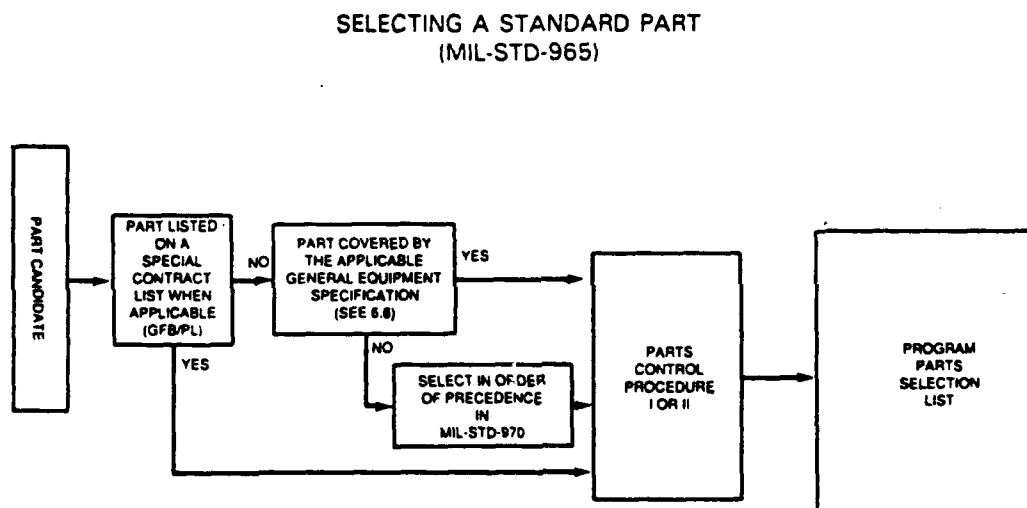 SELECTING A STANDARD PART
(MIL-STD-965)
PART CANDIDATE
PART LISTED
ON A
SPECIAL
CONTRACT
LIST WHEN
APPLICABLE
(GFB/PL)
NO
YES
PART COVERED BY
THE APPLICABLE
GENERAL EQUIPMENT
SPECIFICATION
(SEE 6.6)
YES
NO
SELECT IN ORDER
OF PRECEDENCE
IN
MIL-STD-970
PARTS
CONTROL
PROCEDURE
I OR II
PROGRAM
PARTS
SELECTION
LIST